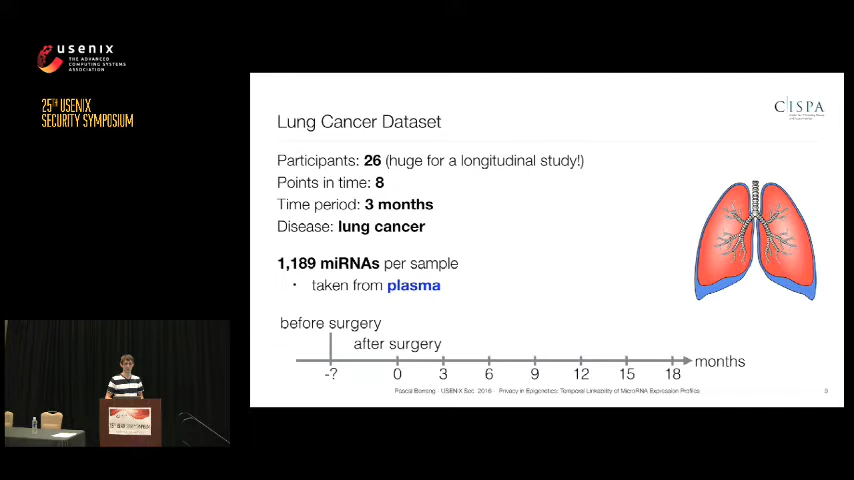 usenix
THE ADVANCED
COMPUTING SYSTEMS
ASSOCIATION
25TH USENIX
SECURITY SYMPOSIUM
CISPA
Lung Cancer Dataset
Participants: 26 (huge for a longitudinal study!)
Points in time: 8
Time period: 3 months
Disease: lung cancer
1,189 miRNAs per sample
· taken from plasma
before surgery
after surgery
months
-? 0 3 6 9 12 15 18
Pascal Berrang - USENIX Sec. 2016 - Privacy in Epigenetics: Temporal Linkability of MicroRNA Expression Profiles